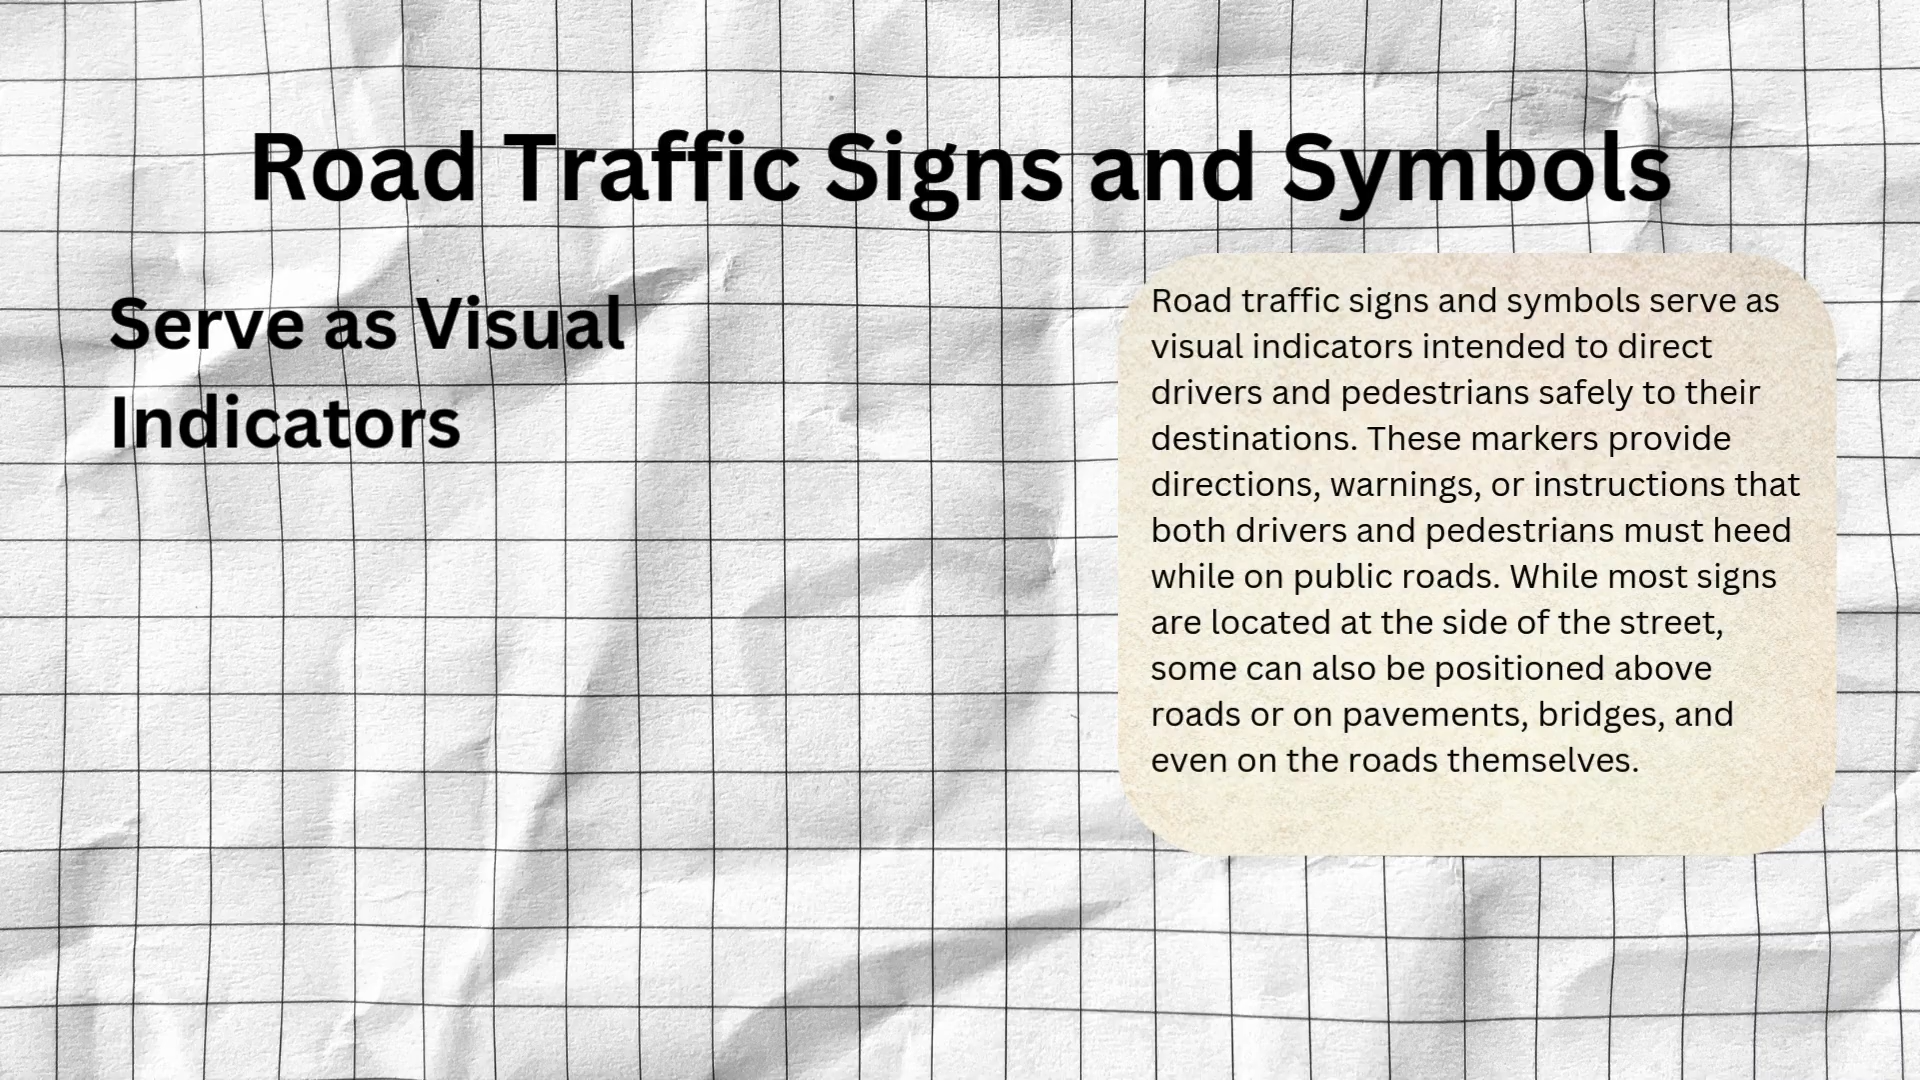 Road Traffic Signs and Symbols
Serve as Visual
Indicators
Road traffic signs and symbols serve as
visual indicators intended to direct
drivers and pedestrians safely to their
destinations. These markers provide
directions, warnings, or instructions that
both drivers and pedestrians must heed
while on public roads. While most signs
are located at the side of the street,
some can also be positioned above
roads or on pavements, bridges, and
even on the roads themselves.